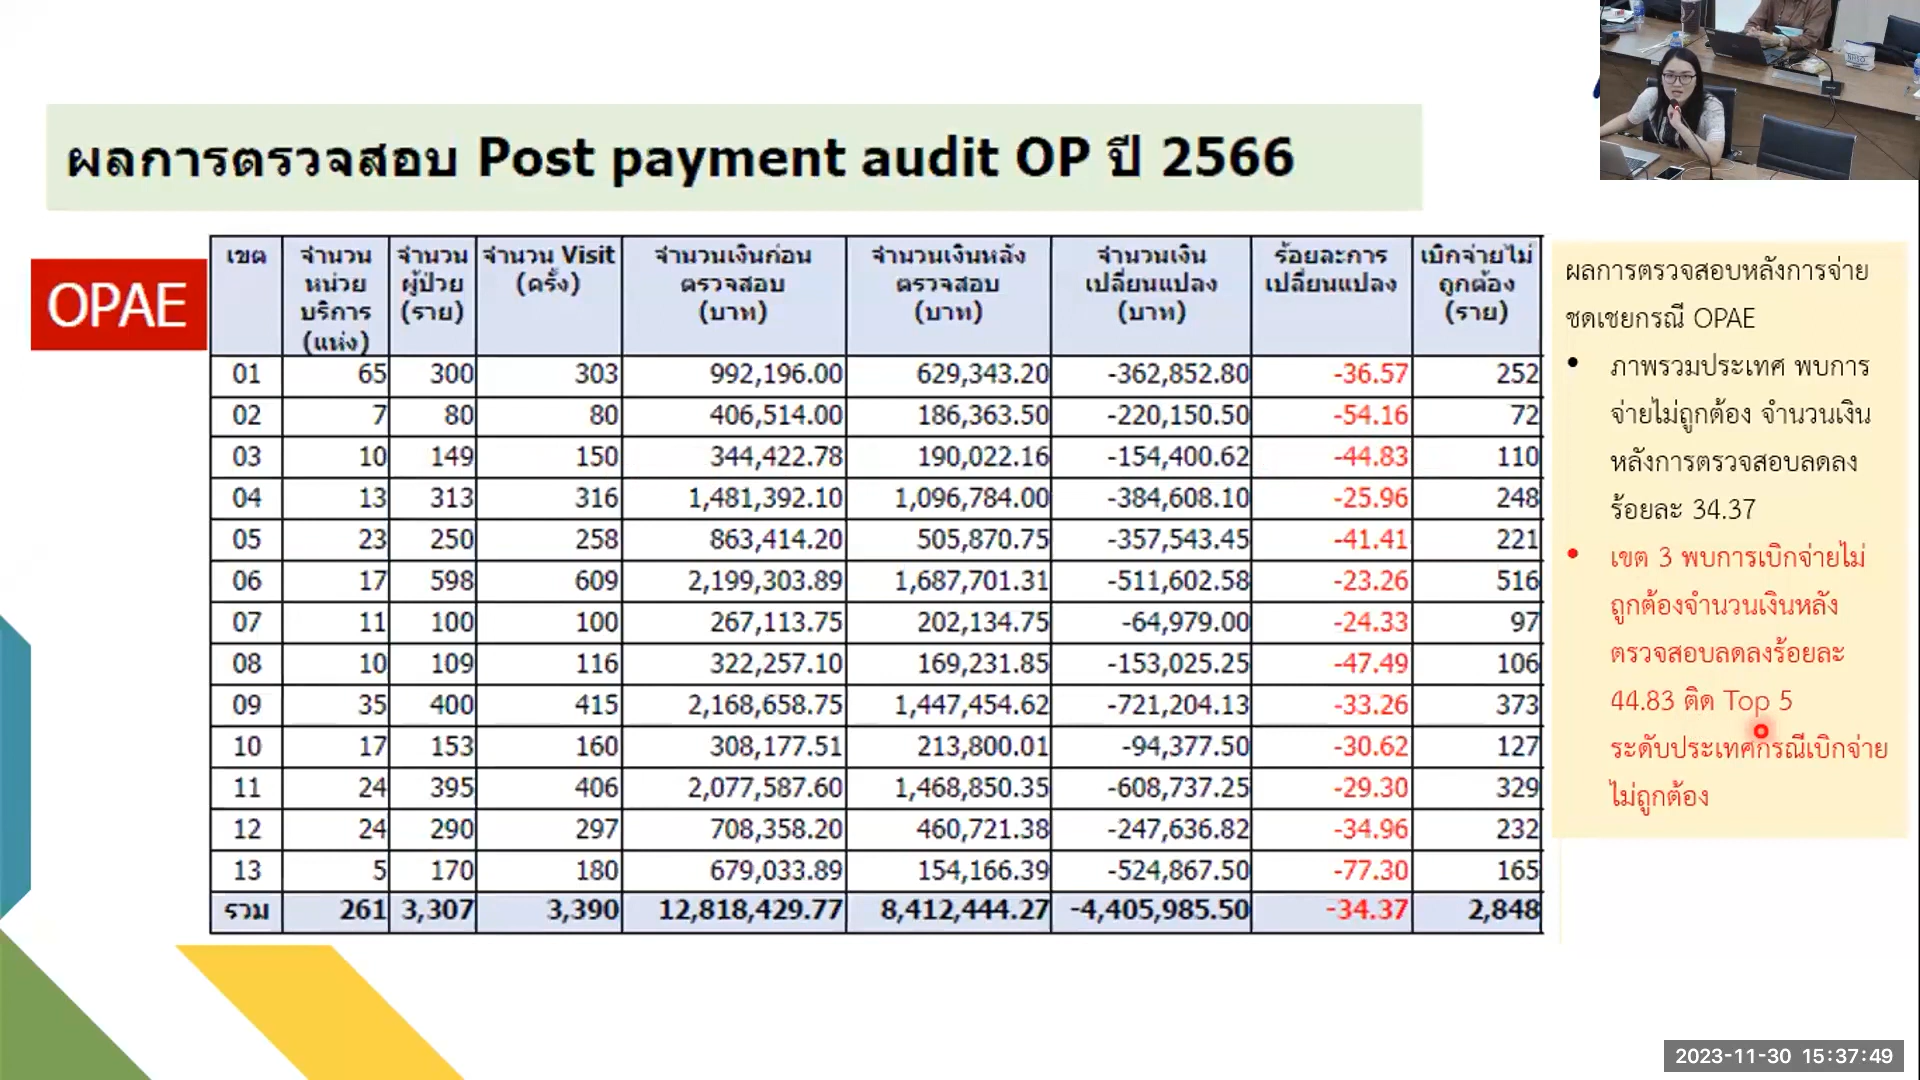 ผลการตรวจสอบ Post payment audit OP ปี 2566
OPAE
เขต จำนวนหน่วยบริการ (แห่ง) จำนวนผู้ป่วย (ราย) จำนวน Visit (ครั้ง) จำนวนเงินก่อนตรวจสอบ (บาท) จำนวนเงินหลังตรวจสอบ (บาท) จำนวนเงินเปลี่ยนแปลง (บาท) ร้อยละการเปลี่ยนแปลง เบิกจ่ายไม่ถูกต้อง (ราย)
01 65 300 303 992,196.00 629,343.20 -362,852.80 -36.57 252
02 7 80 80 406,514.00 186,363.50 -220,150.50 -54.16 72
03 10 149 150 344,422.78 190,022.16 -154,400.62 -44.83 110
04 13 313 316 1,481,392.10 1,096,784.00 -384,608.10 -25.96 248
05 23 250 258 863,414.20 505,870.75 -357,543.45 -41.41 221
06 17 598 609 2,199,303.89 1,687,701.31 -511,602.58 -23.26 516
07 11 100 100 267,113.75 202,134.75 -64,979.00 -24.33 97
08 10 109 116 322,257.10 169,231.85 -153,025.25 -47.49 106
09 35 400 415 2,168,658.75 1,447,454.62 -721,204.13 -33.26 373
10 17 153 160 308,177.51 213,800.01 -94,377.50 -30.62 127
11 24 395 406 2,077,587.60 1,468,850.35 -608,737.25 -29.30 329
12 24 290 297 708,358.20 460,721.38 -247,636.82 -34.96 232
13 5 170 180 679,033.89 154,166.39 -524,867.50 -77.30 165
รวม 261 3,307 3,390 12,818,429.77 8,412,444.27 -4,405,985.50 -34.37 2,848
ผลการตรวจสอบหลังการจ่าย
ชดเชยกรณี OPAE
• ภาพรวมประเทศ พบการ
จ่ายไม่ถูกต้อง จำนวนเงิน
หลังการตรวจสอบลดลง
ร้อยละ 34.37
• เขต 3 พบการเบิกจ่ายไม่
ถูกต้องจำนวนเงินหลัง
ตรวจสอบลดลงร้อยละ
44.83 ติด Top 5
ระดับประเทศกรณีเบิกจ่าย
ไม่ถูกต้อง
2023-11-30 15:37:49